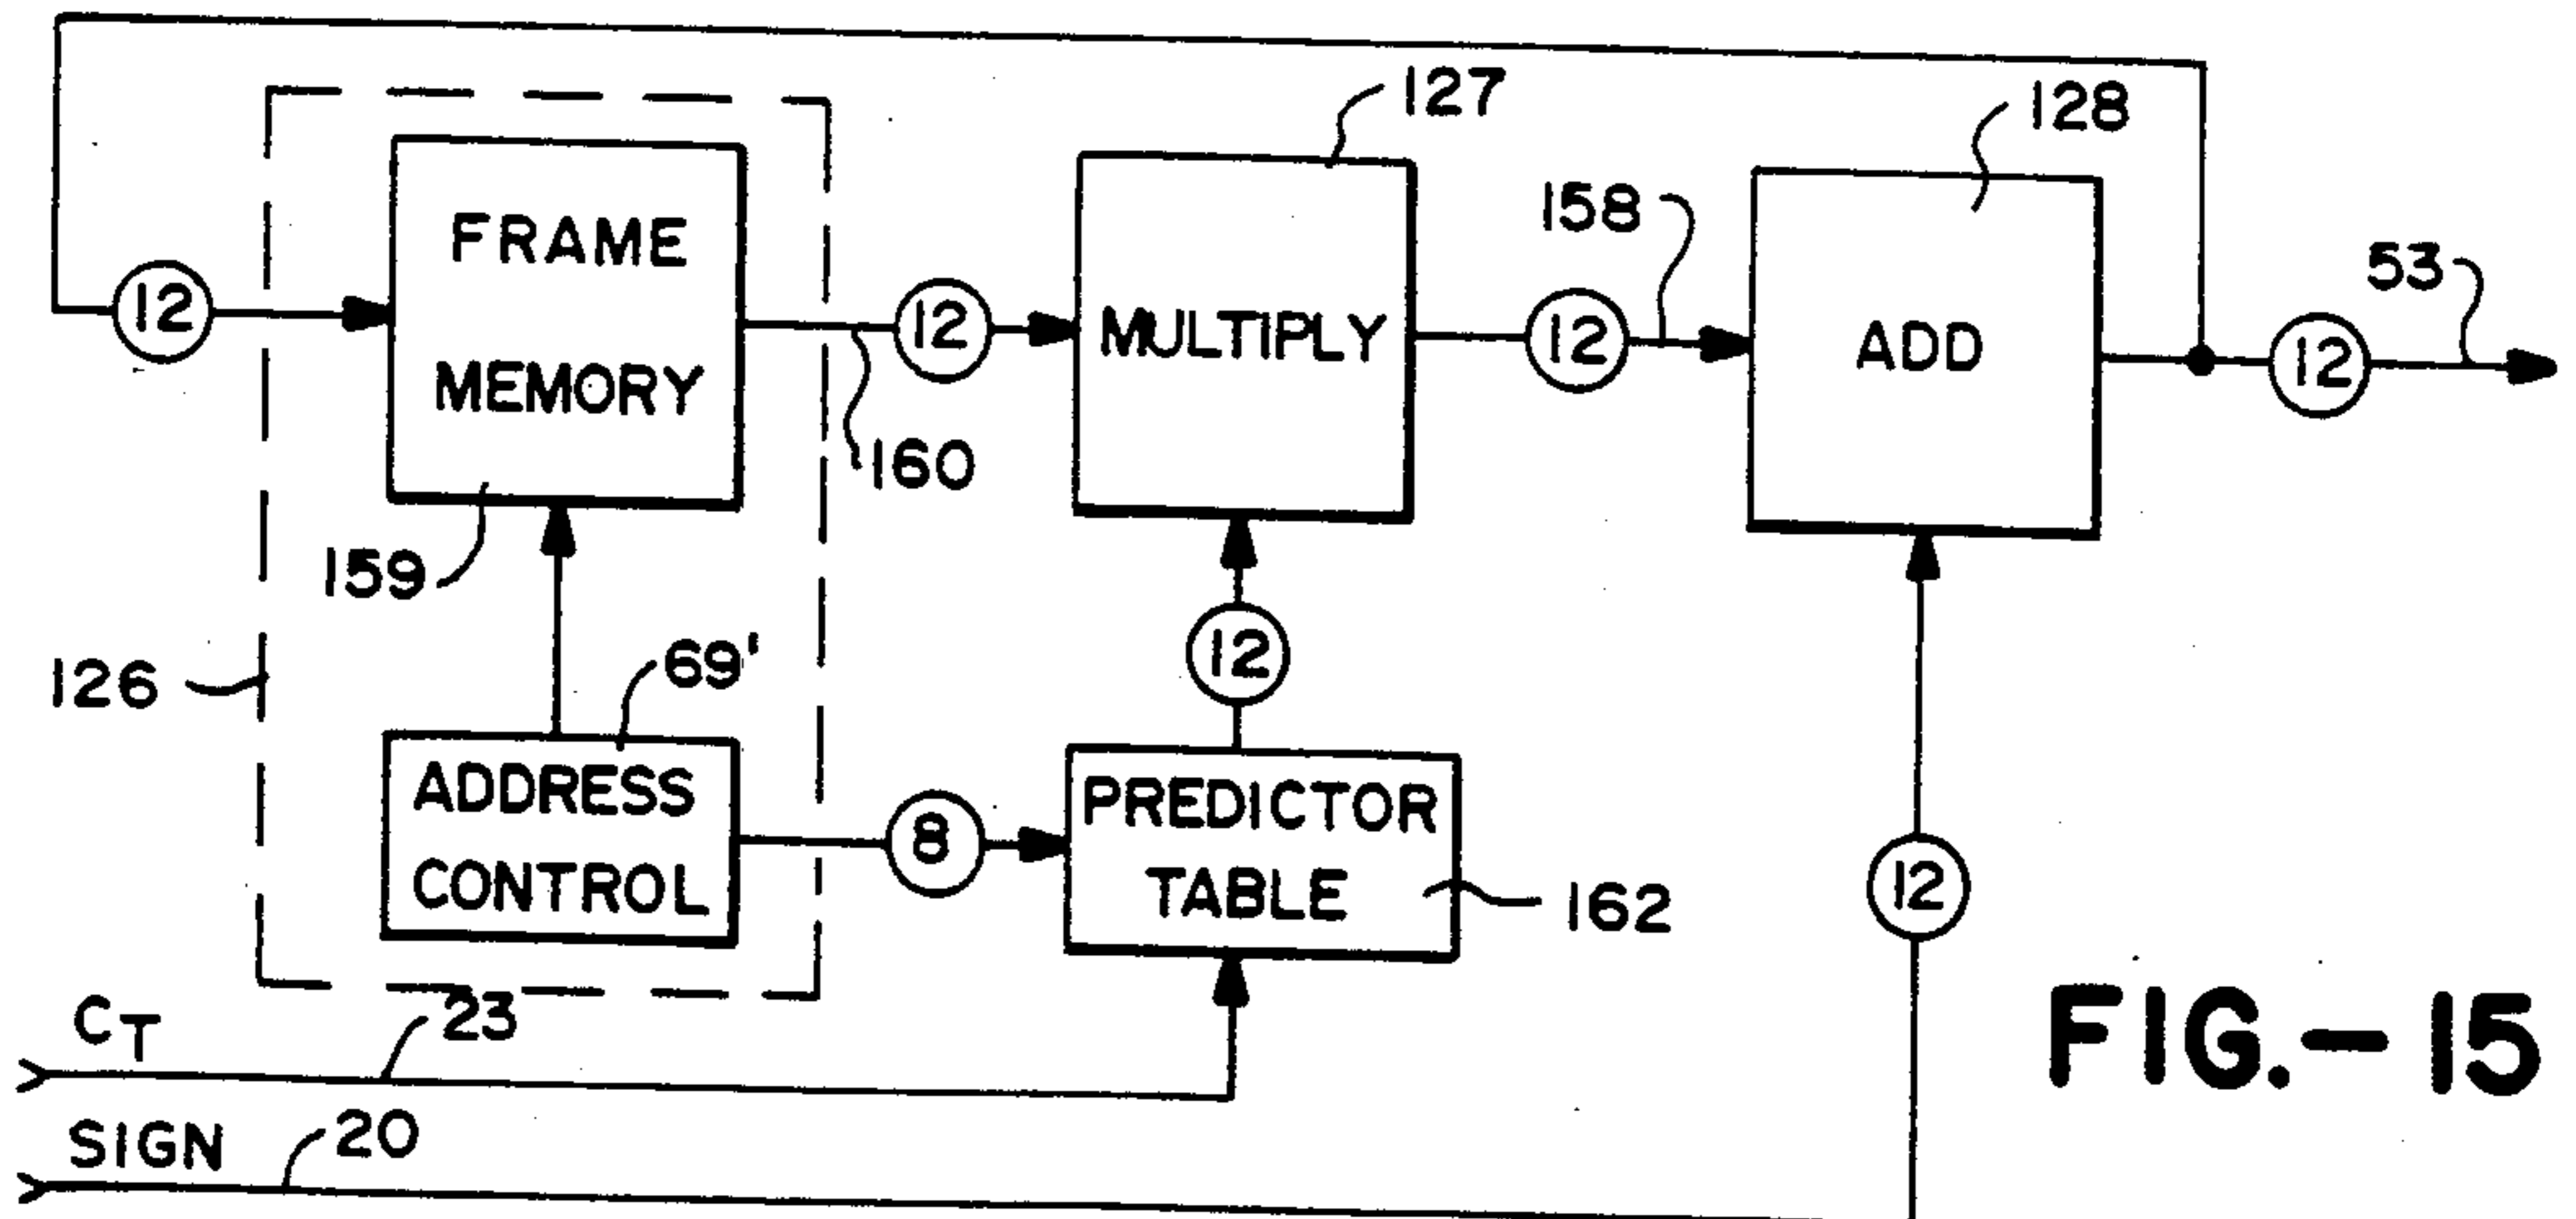 127
128
158
53
FRAME
MEMORY
12
12
MULTIPLY
12
ADD
12
160
159
12
126
69'
ADDRESS
CONTROL
8
PREDICTOR
TABLE
162
12
CT
23
SIGN
20
FIG.-15